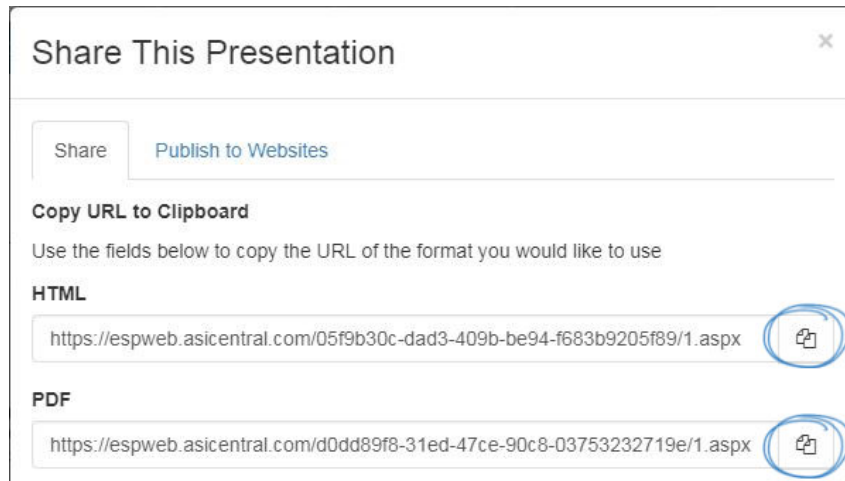 Share This Presentation
×
Share
Publish to Websites
Copy URL to Clipboard
Use the fields below to copy the URL of the format you would like to use
HTML
https://espweb.asicentral.com/05f9b30c-dad3-409b-be94-f683b9205f89/1.aspx
PDF
https://espweb.asicentral.com/d0dd89f8-31ed-47ce-90c8-03753232719e/1.aspx